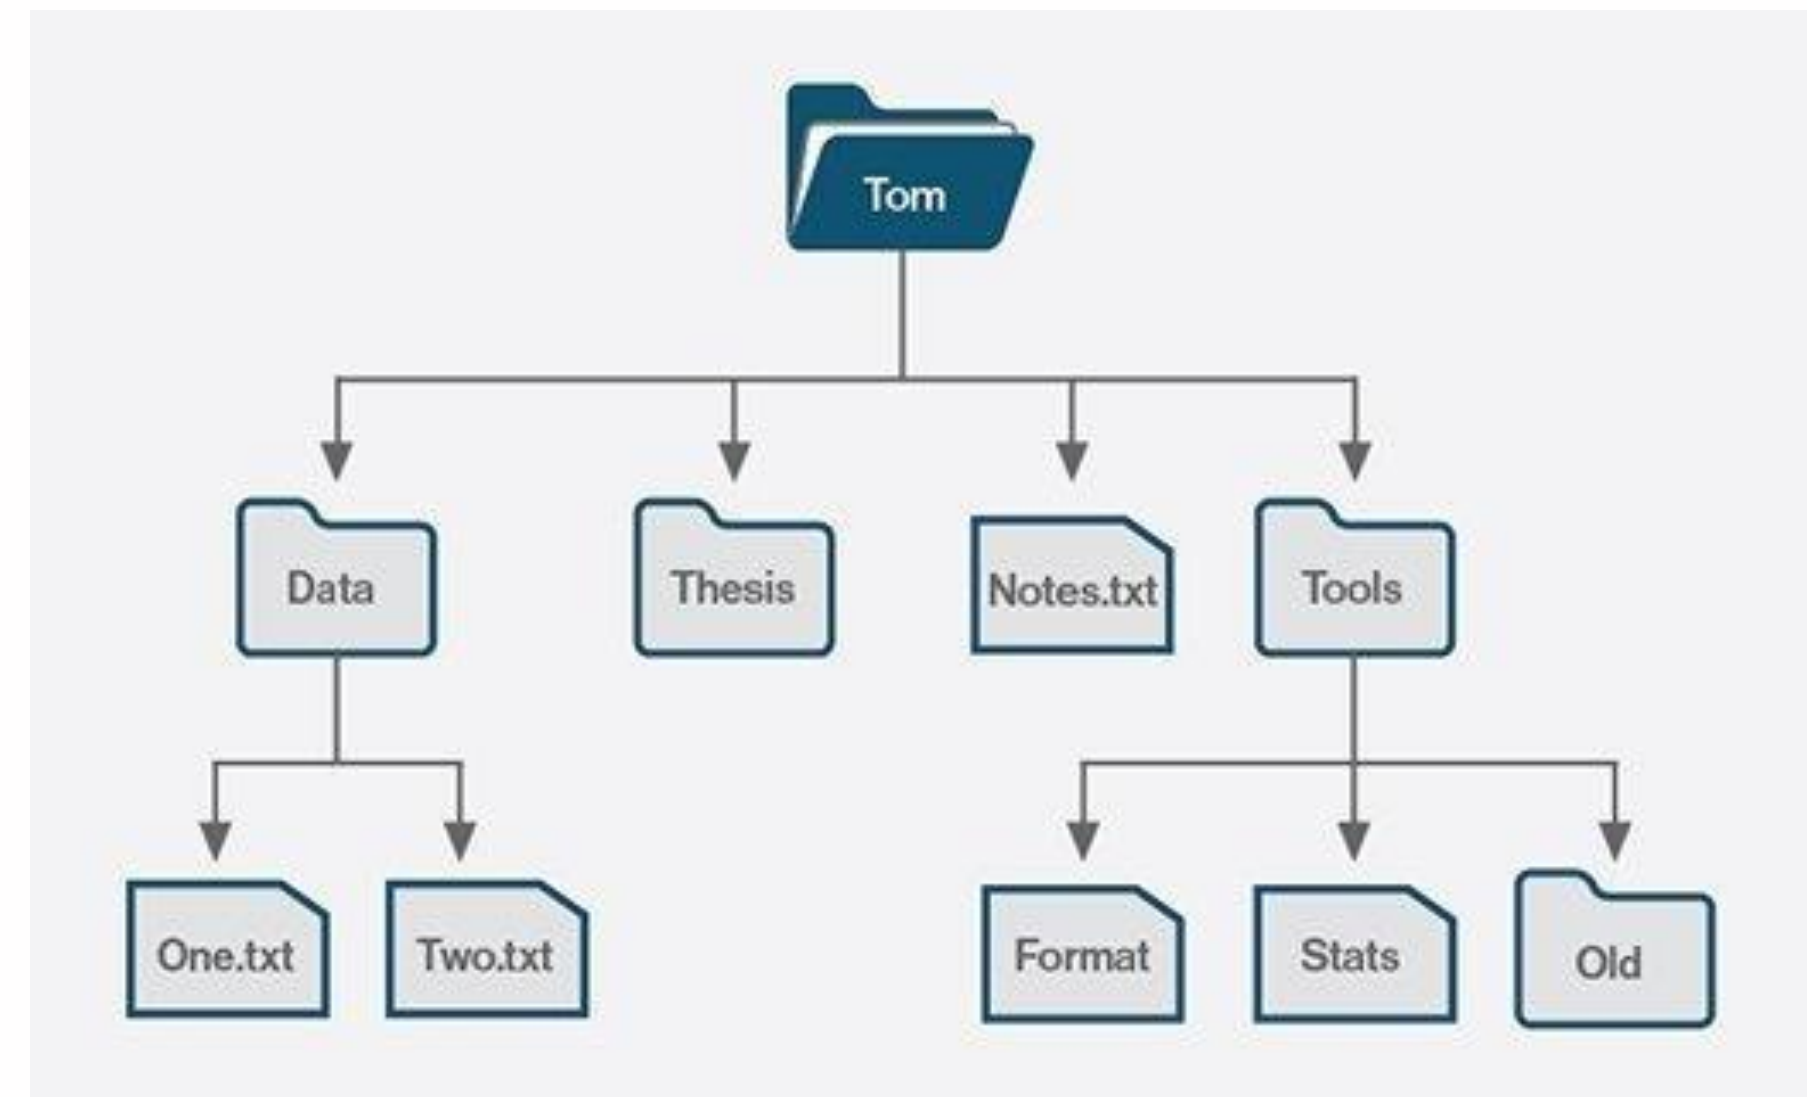 Tom
Data
Thesis
Notes.txt
Tools
One.txt
Two.txt
Format
Stats
Old